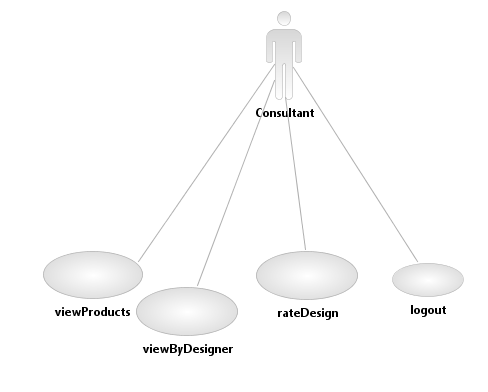 Consultant
viewProducts
viewByDesigner
rateDesign
logout